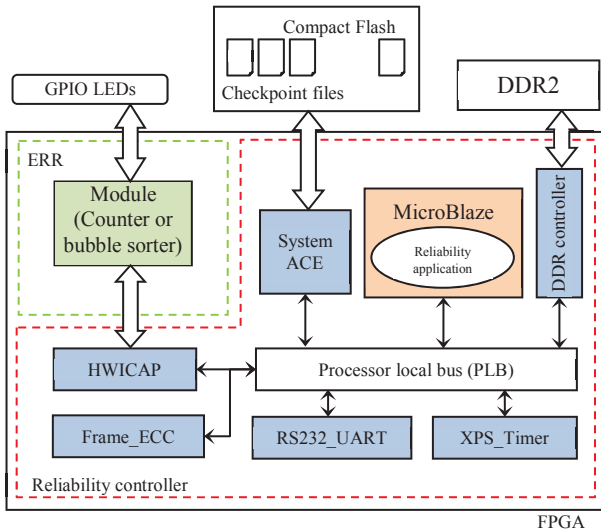 Compact Flash
Checkpoint files
GPIO LEDs
DDR2
ERR
Module
(Counter or
bubble sorter)
System
ACE
MicroBlaze
Reliability
application
DDR controller
HWICAP
Processor local bus (PLB)
Frame_ECC
RS232_UART
XPS_Timer
Reliability controller
FPGA